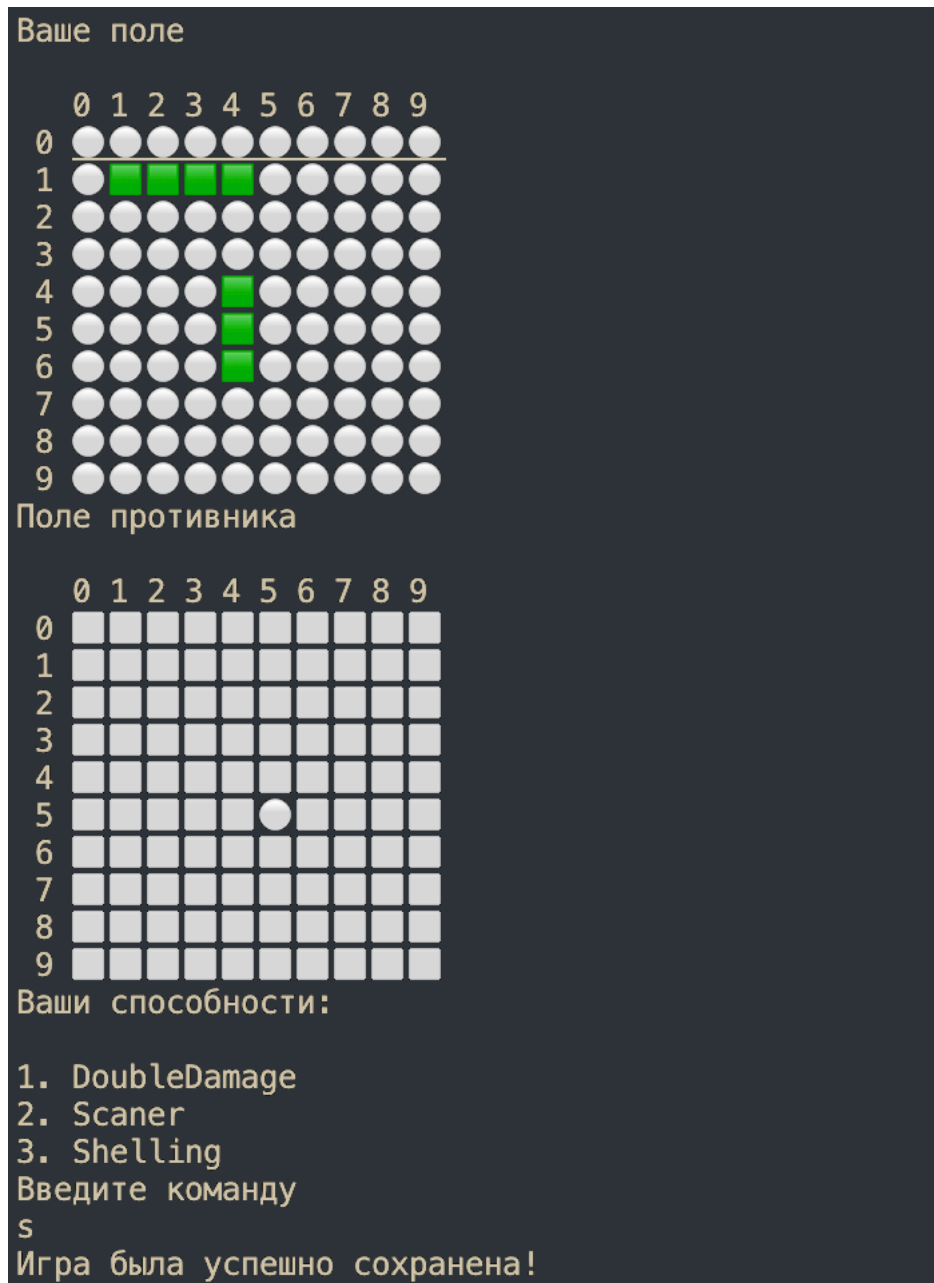 Ваше поле
0 1 2 3 4 5 6 7 8 9
0
1
2
3
4
5
6
7
8
9
Поле противника
0 1 2 3 4 5 6 7 8 9
0
1
2
3
4
5
6
7
8
9
Ваши способности:
1. DoubleDamage
2. Scaner
3. Shelling
Введите команду
s
Игра была успешно сохранена!